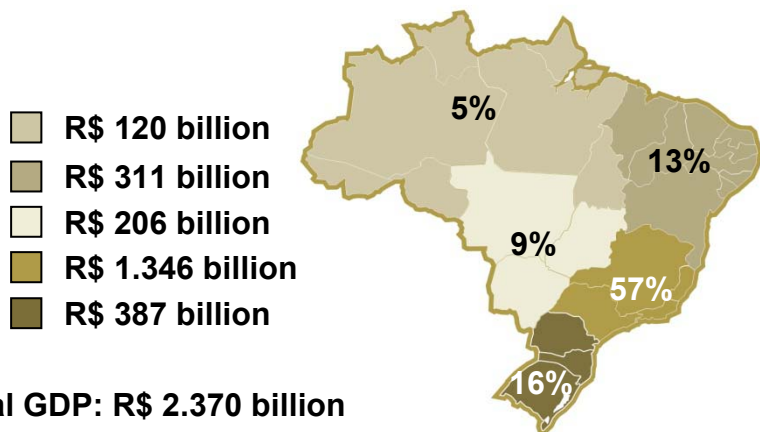 R$ 120 billion
R$ 311 billion
R$ 206 billion
R$ 1.346 billion
R$ 387 billion
5%
13%
9%
57%
16%
GDP: R$ 2.370 billion